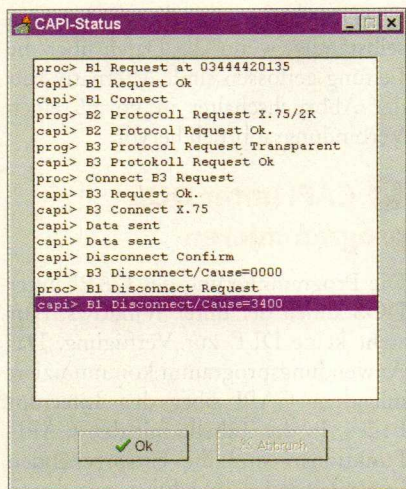 CAPI-Status
proc> B1 Request at 03444420135
capi> B1 Request Ok
capi> B1 Connect
prog> B2 Protocoll Request X.75/2K
capi> B2 Protocol Request Ok.
prog> B3 Protocol Request Transparent
capi> B3 Protokoll Request Ok
proc> Connect B3 Request
capi> B3 Request Ok.
capi> B3 Connect X.75
capi> Data sent
capi> Data sent
capi> Disconnect Confirm
capi> B3 Disconnect/Cause=0000
proc> B1 Disconnect Request
capi> B1 Disconnect/Cause=3400
Ok
Abbruch